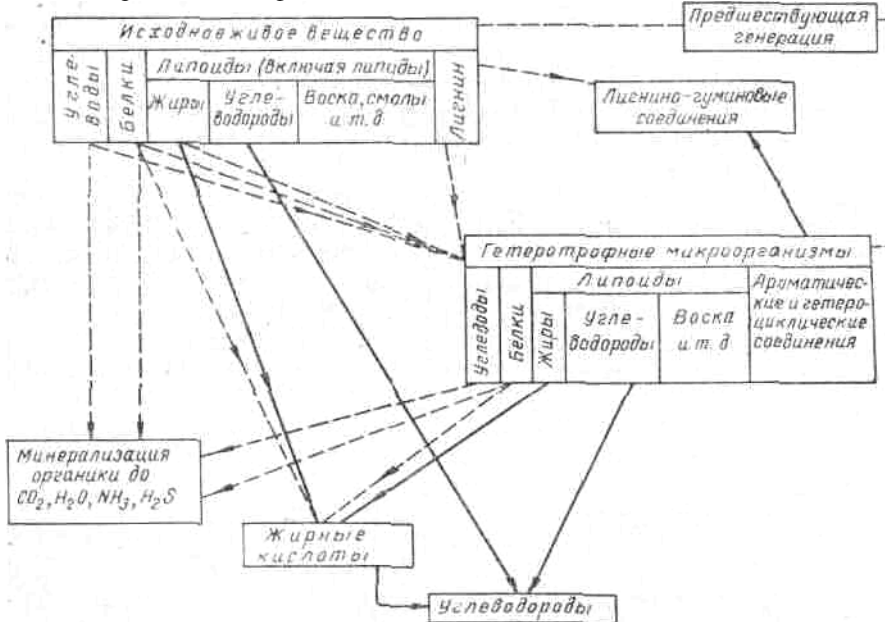 Исходное живое вещество
Предшествующая
генерация
Угле-
воды
Белки
Липоиды (включая липиды)
Жиры
Угле-
водороды
Воска, смолы
и т. д.
Лигнин
Лигнино-гуминовые
соединения
Гетеротрофные микроорганизмы
Углеводы
Белки
Липоиды
Жиры
Угле-
водороды
Воска
и т. д.
Ароматичес-
кие и гетеро-
циклические
соединения
Минерализация
органики до
CO2, H2O, NH3, H2S
Жирные
кислоты
Углеводороды